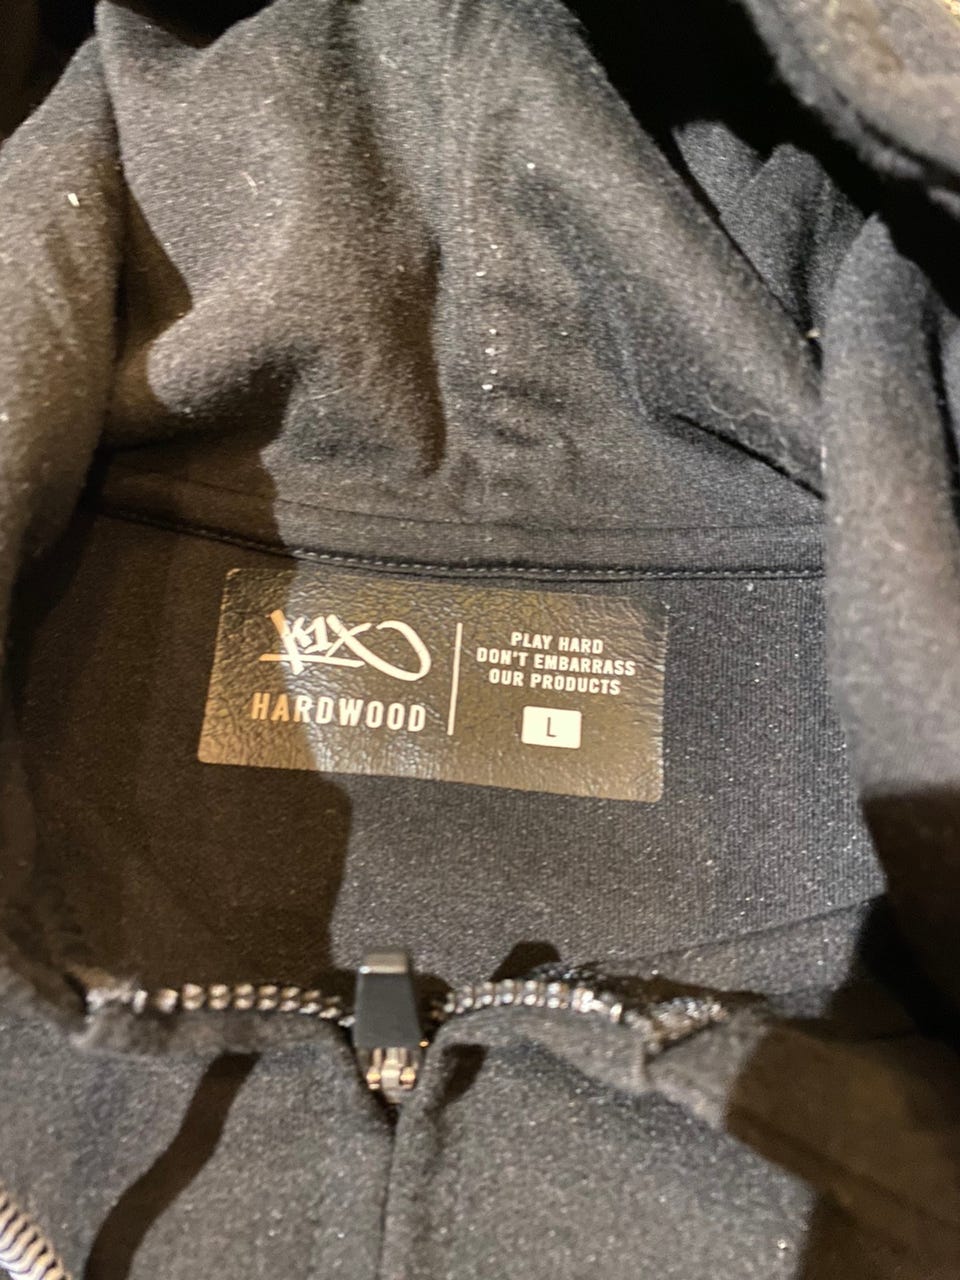 K1X
HARDWOOD
PLAY HARD
DON'T EMBARRASS
OUR PRODUCTS
L